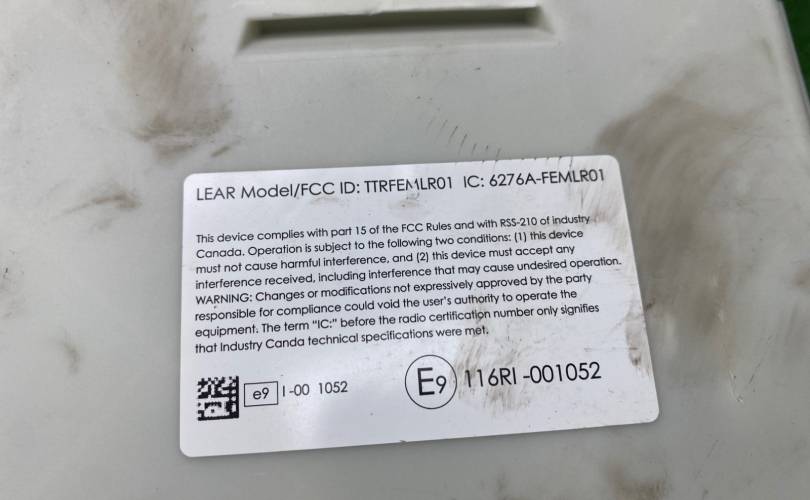 LEAR Model/FCC ID: TTRFEMLR01 IC: 6276A-FEMLR01
This device complies with part 15 of the FCC Rules and with RSS-210 of industry
Canada. Operation is subject to the following two conditions: (1) this device
must not cause harmful interference, and (2) this device must accept any
interference received, including interference that may cause undesired operation.
WARNING: Changes or modifications not expressively approved by the party
responsible for compliance could void the user's authority to operate the
equipment. The term "IC:" before the radio certification number only signifies
that Industry Canda technical specifications were met.
e9 I-00 1052 E9 116RI-001052